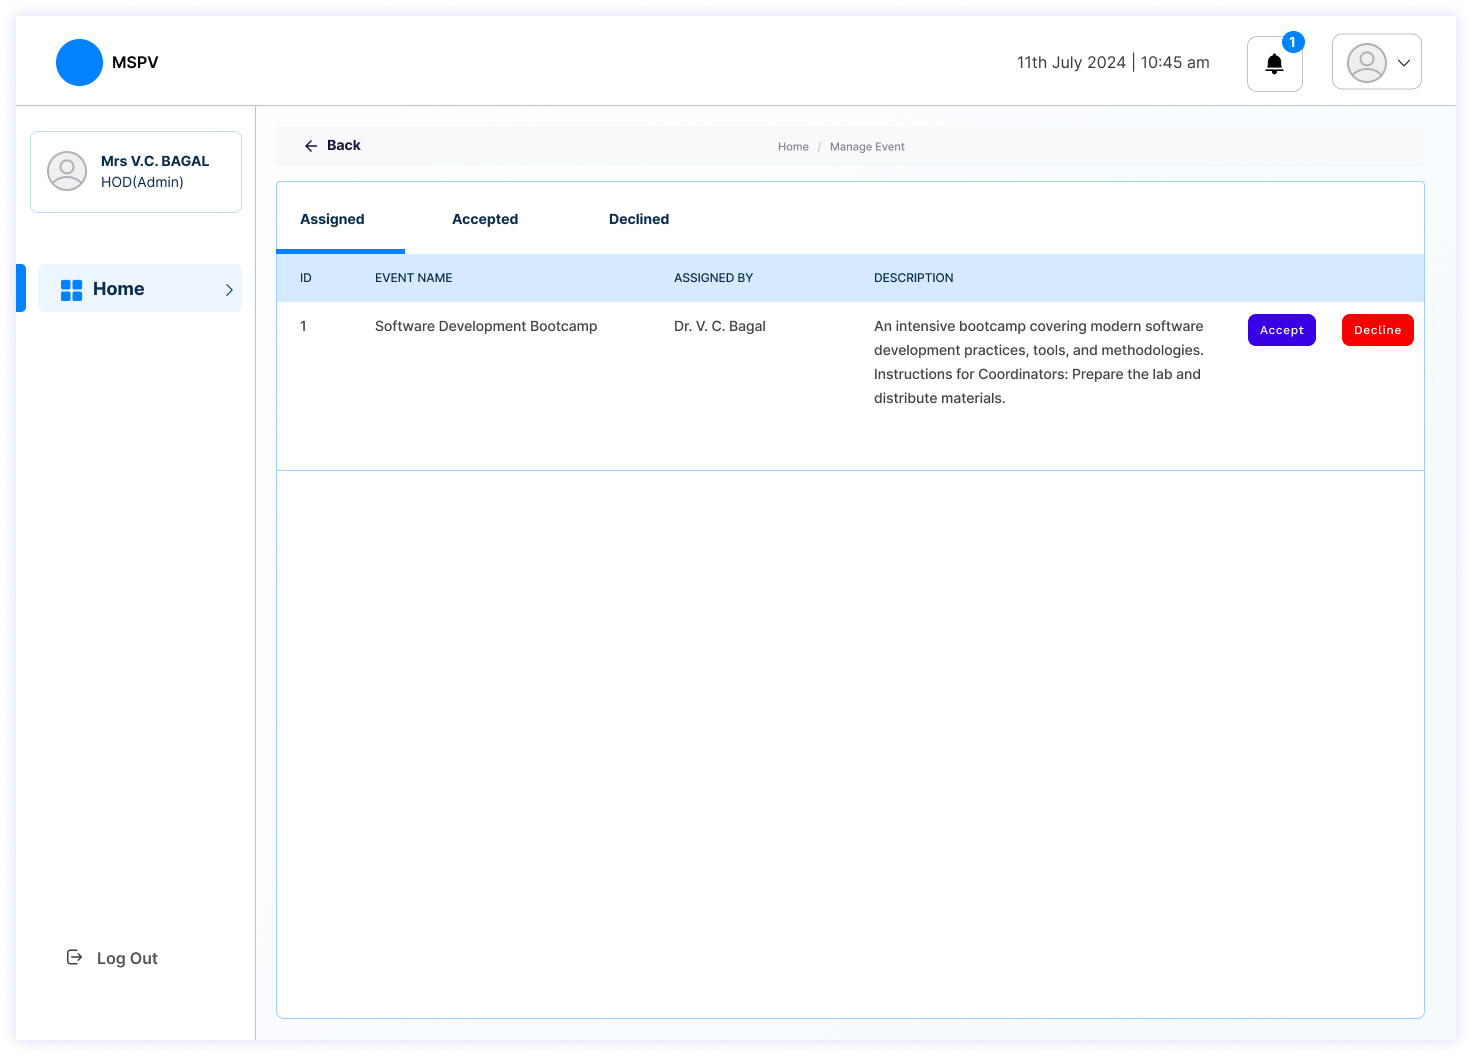 MSPV
11th July 2024 | 10:45 am
1
Mrs V.C. BAGAL
HOD(Admin)
Home
Log Out
Back
Home / Manage Event
Assigned Accepted Declined
ID EVENT NAME ASSIGNED BY DESCRIPTION
1 Software Development Bootcamp Dr. V. C. Bagal An intensive bootcamp covering modern software Accept Decline
development practices, tools, and methodologies.
Instructions for Coordinators: Prepare the lab and
distribute materials.